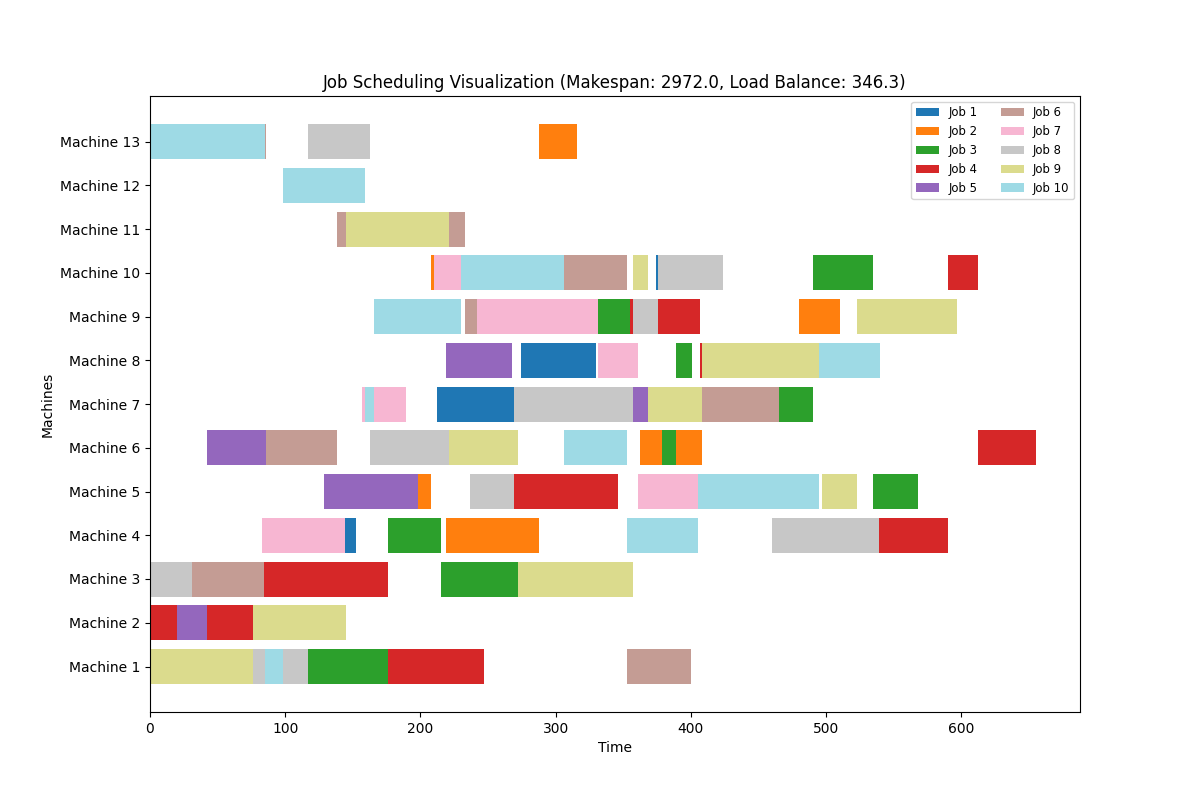 Job Scheduling Visualization (Makespan: 2972.0, Load Balance: 346.3)
Machines
Machine 13
Machine 12
Machine 11
Machine 10
Machine 9
Machine 8
Machine 7
Machine 6
Machine 5
Machine 4
Machine 3
Machine 2
Machine 1
Job 1
Job 2
Job 3
Job 4
Job 5
Job 6
Job 7
Job 8
Job 9
Job 10
0 100 200 300 400 500 600
Time